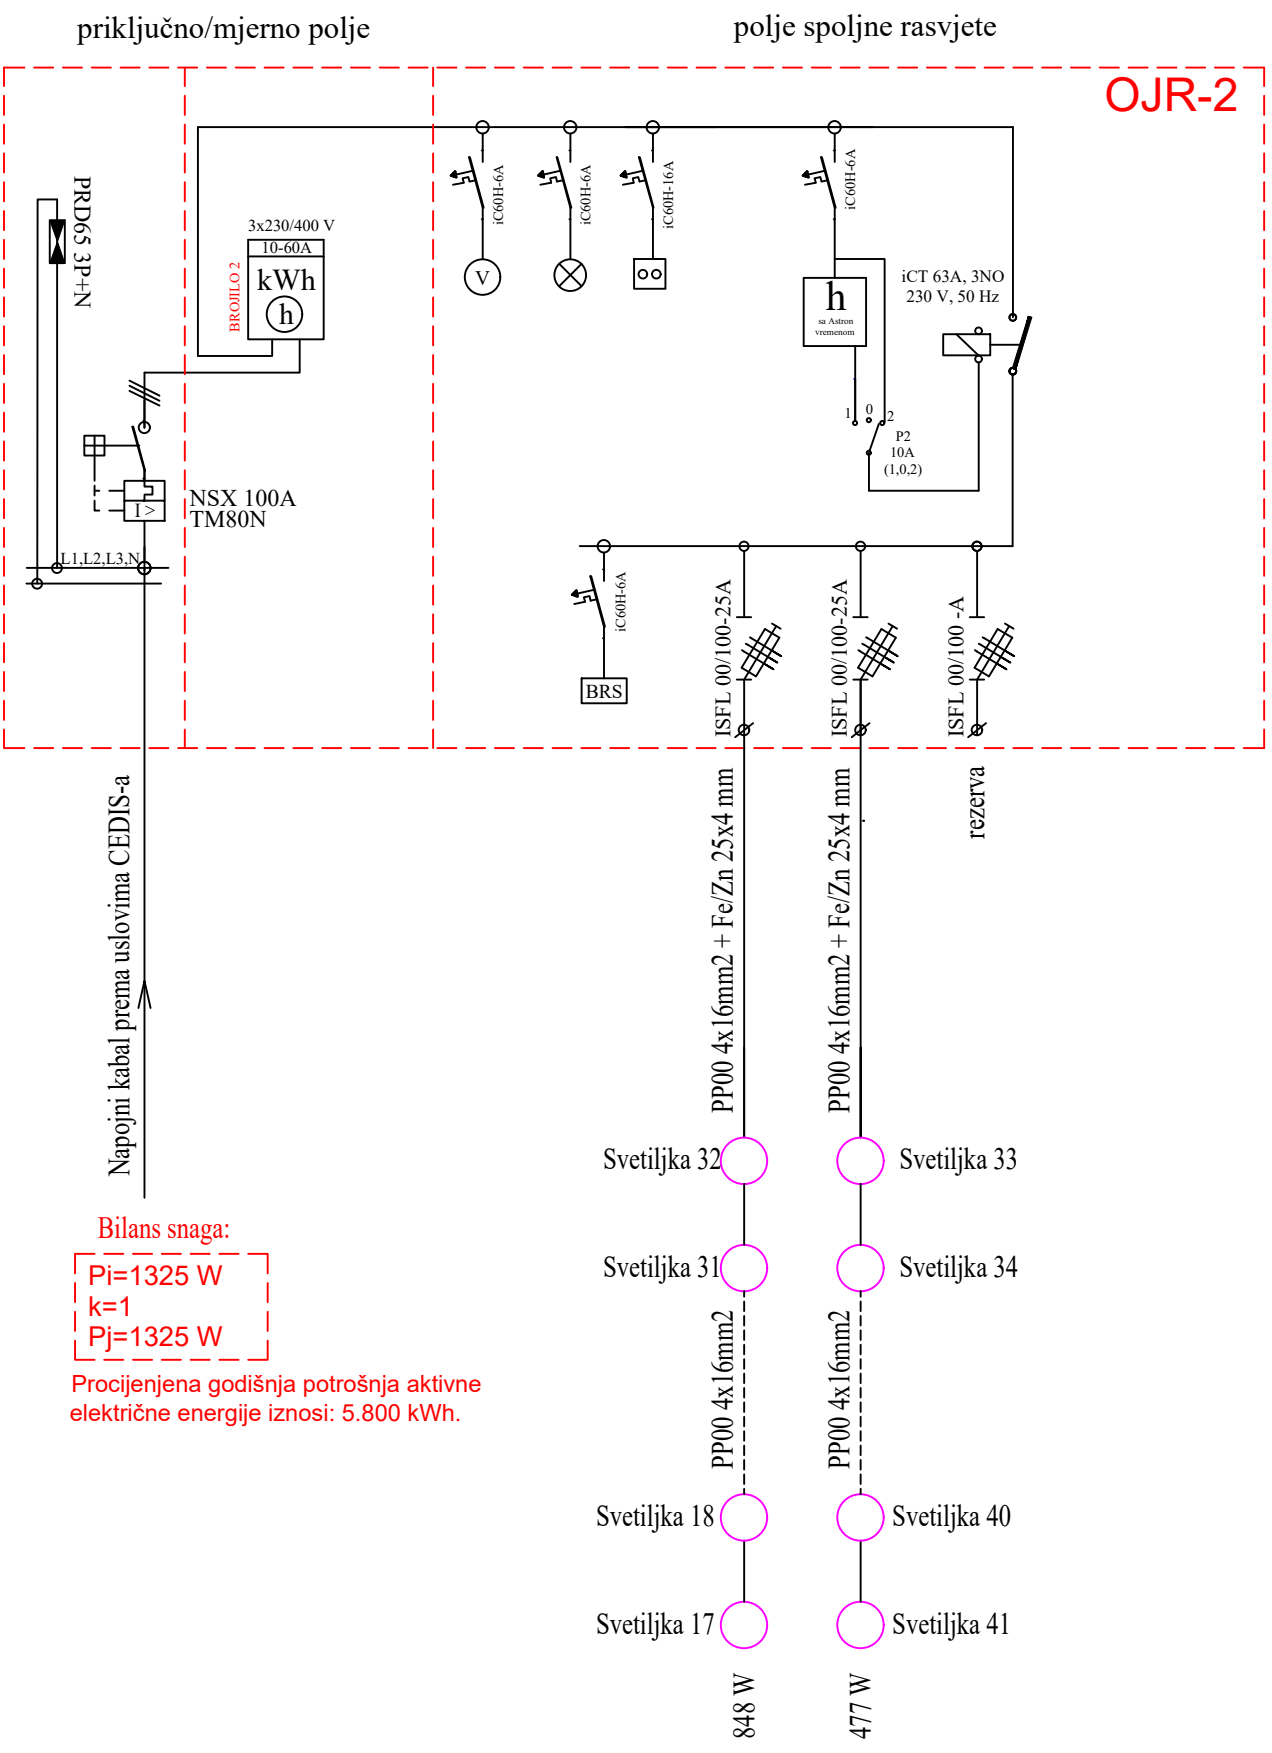 priključno/mjerno polje
polje spoljne rasvjete
OJR-2
PRD65 3P+N
3x230/400 V
10-60A
kWh
h
BROJILO 2
NSX 100A
TM80N
I >
L1,L2,L3,N
iC60H-6A
iC60H-6A
iC60H-16A
iC60H-6A
V
h
sa Astron
vremenom
iCT 63A, 3NO
230 V, 50 Hz
1
0
2
P2
10A
(1,0,2)
iC60H-6A
BRS
ISFL 00/100-25A
ISFL 00/100-25A
ISFL 00/100 -A
rezerva
Napojni kabal prema uslovima CEDIS-a
PP00 4x16mm2 + Fe/Zn 25x4 mm
PP00 4x16mm2 + Fe/Zn 25x4 mm
Svetiljka 32
Svetiljka 33
Svetiljka 31
Svetiljka 34
PP00 4x16mm2
PP00 4x16mm2
Svetiljka 18
Svetiljka 40
Svetiljka 17
Svetiljka 41
848 W
477 W
Bilans snaga:
Pi=1325 W
k=1
Pj=1325 W
Procijenjena godišnja potrošnja aktivne
električne energije iznosi: 5.800 kWh.